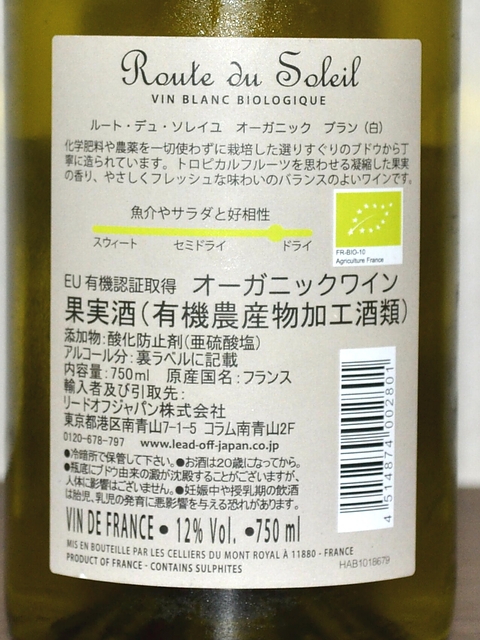 Route du Soleil
VIN BLANC BIOLOGIQUE
ルート・デュ・ソレイユ オーガニック ブラン（白）
化学肥料や農薬を一切使わずに栽培した選りすぐりのブドウから丁
寧に造られています。トロピカルフルーツを思わせる凝縮した果実
の香り、やさしくフレッシュな味わいのバランスのよいワインです。
魚介やサラダと好相性
スウィート セミドライ ドライ
FR-BIO-10
Agriculture France
EU有機認証取得 オーガニックワイン
果実酒（有機農産物加工酒類）
添加物:酸化防止剤(亜硫酸塩)
アルコール分:裏ラベルに記載
内容量:750ml 原産国名:フランス
輸入者及び引取先:
リードオフジャパン株式会社
東京都港区南青山7-1-5 コラム南青山2F
0120-678-797 www.lead-off-japan.co.jp
●冷暗所で保管して下さい。●お酒は20歳になってから。
●瓶底にブドウ由来の澱が沈殿することがございますが、
人体に影響はございません。●妊娠中や授乳期の飲酒
は胎児、乳児の発育に悪影響を与える恐れがあります。
VIN DE FRANCE • 12% Vol. •750 ml
MIS EN BOUTEILLE PAR LES CELLIERS DU MONT ROYAL À 11880 - FRANCE
PRODUCT OF FRANCE - CONTAINS SULPHITES
HAB1018679
4 514874 002801